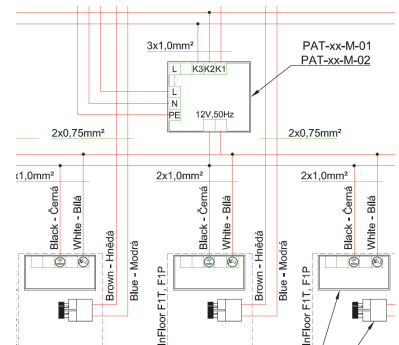 3x1,0mm²
PAT-xx-M-01
PAT-xx-M-02
L K3K2K1
L
N
PE
12V,50Hz
2x0,75mm²
2x0,75mm²
x1,0mm²
2x1,0mm²
2x1,0mm²
Black - Černá
White - Bílá
Brown - Hnědá
Blue - Modrá
InFloor F1T, F1P
Black - Černá
White - Bílá
Brown - Hnědá
Blue - Modrá
InFloor F1T, F1P
Black - Černá
White - Bílá